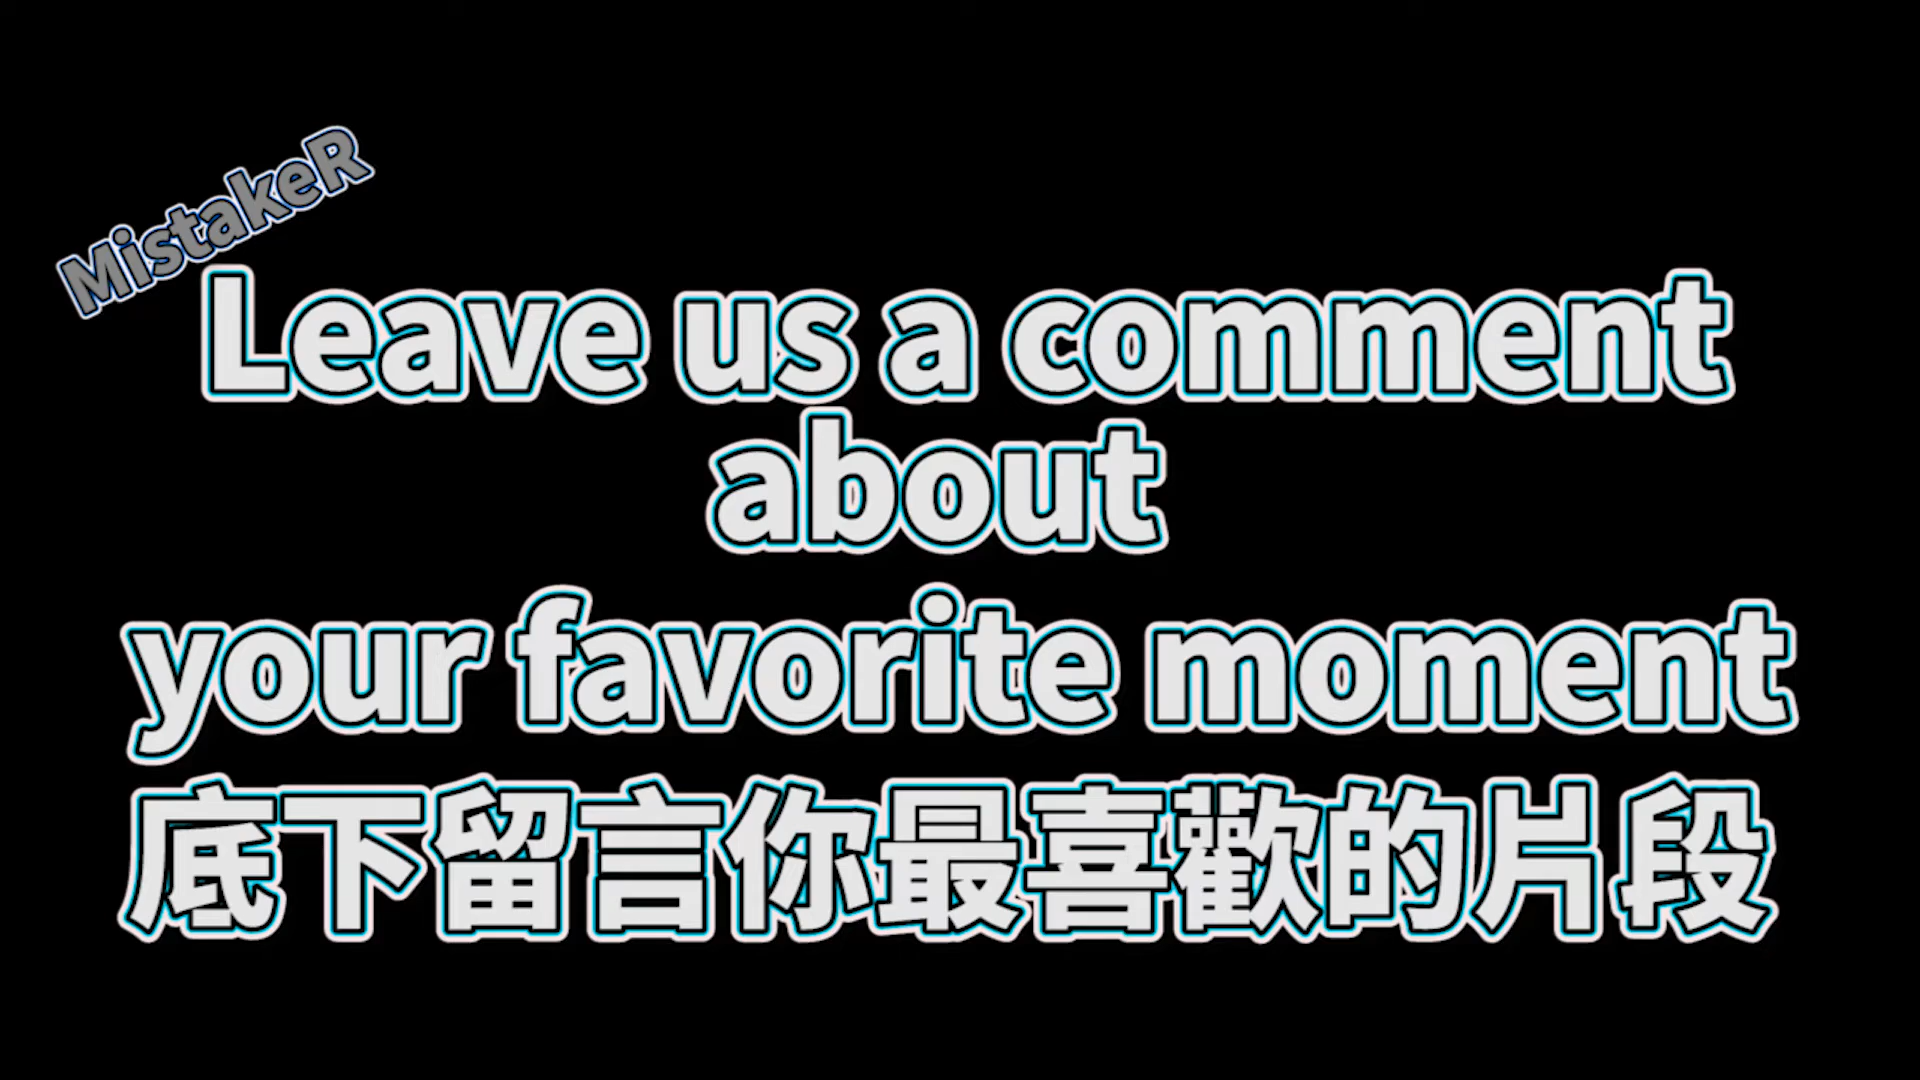 MistakeR
Leave us a comment
about
your favorite moment
底下留言你最喜歡的片段